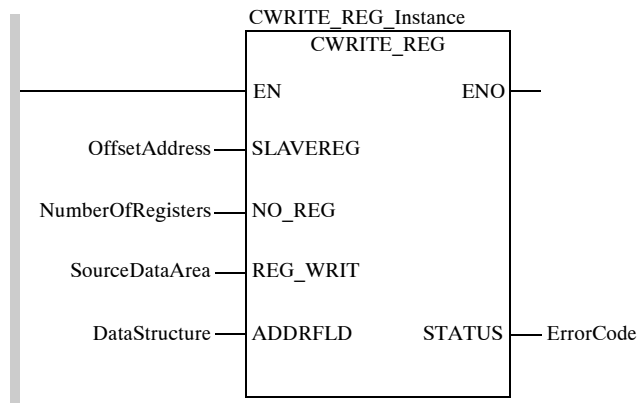 CWRITE_REG_Instance
CWRITE_REG
EN ENO
OffsetAddress SLAVEREG
NumberOfRegisters NO_REG
SourceDataArea REG_WRIT
DataStructure ADDRFLD STATUS ErrorCode